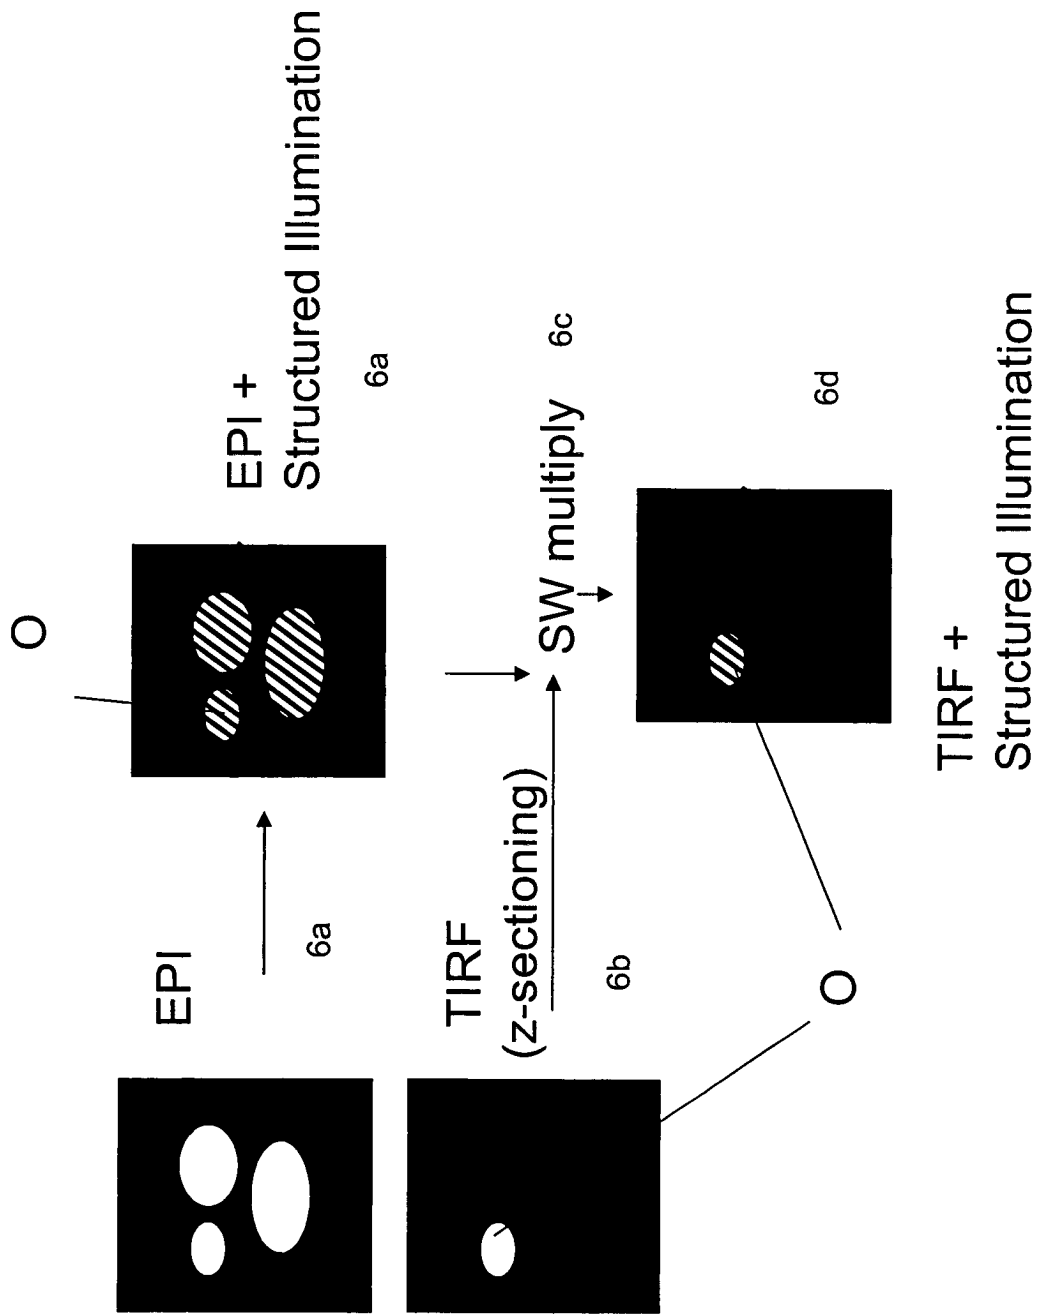 O
EPI
6a
EPI +
Structured Illumination
6a
TIRF
(z-sectioning)
6b
SW multiply
6c
O
6d
TIRF +
Structured Illumination